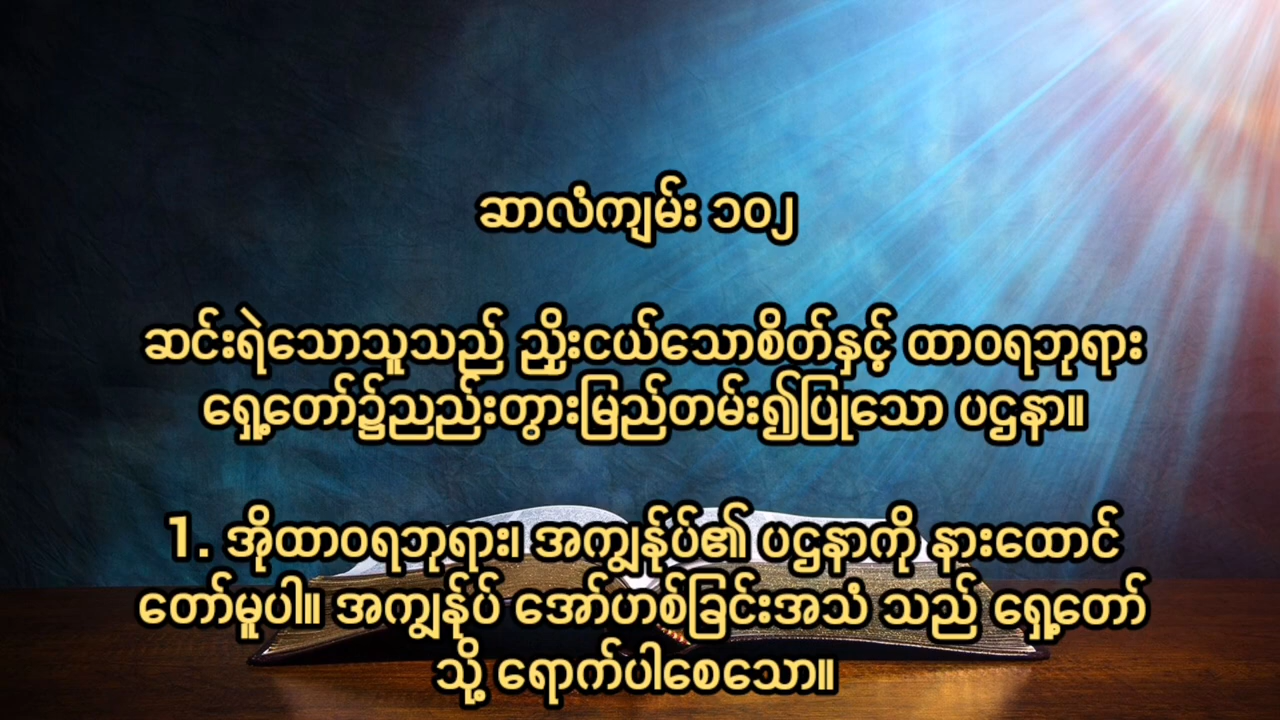 ဆာလံကျမ်း ၁၀၂
ဆင်းရဲသောသူသည် ညှိုးငယ်သောစိတ်နှင့် ထာဝရဘုရား
ရှေ့တော်၌ညည်းတွားမြည်တမ်း၍ပြုသော ပဌနာ။
1. အိုထာဝရဘုရား၊ အကျွန်ုပ်၏ ပဌနာကို နားထောင်
တော်မူပါ။ အကျွန်ုပ် အော်ဟစ်ခြင်းအသံ သည် ရှေ့တော်
သို့ ရောက်ပါစေသော။